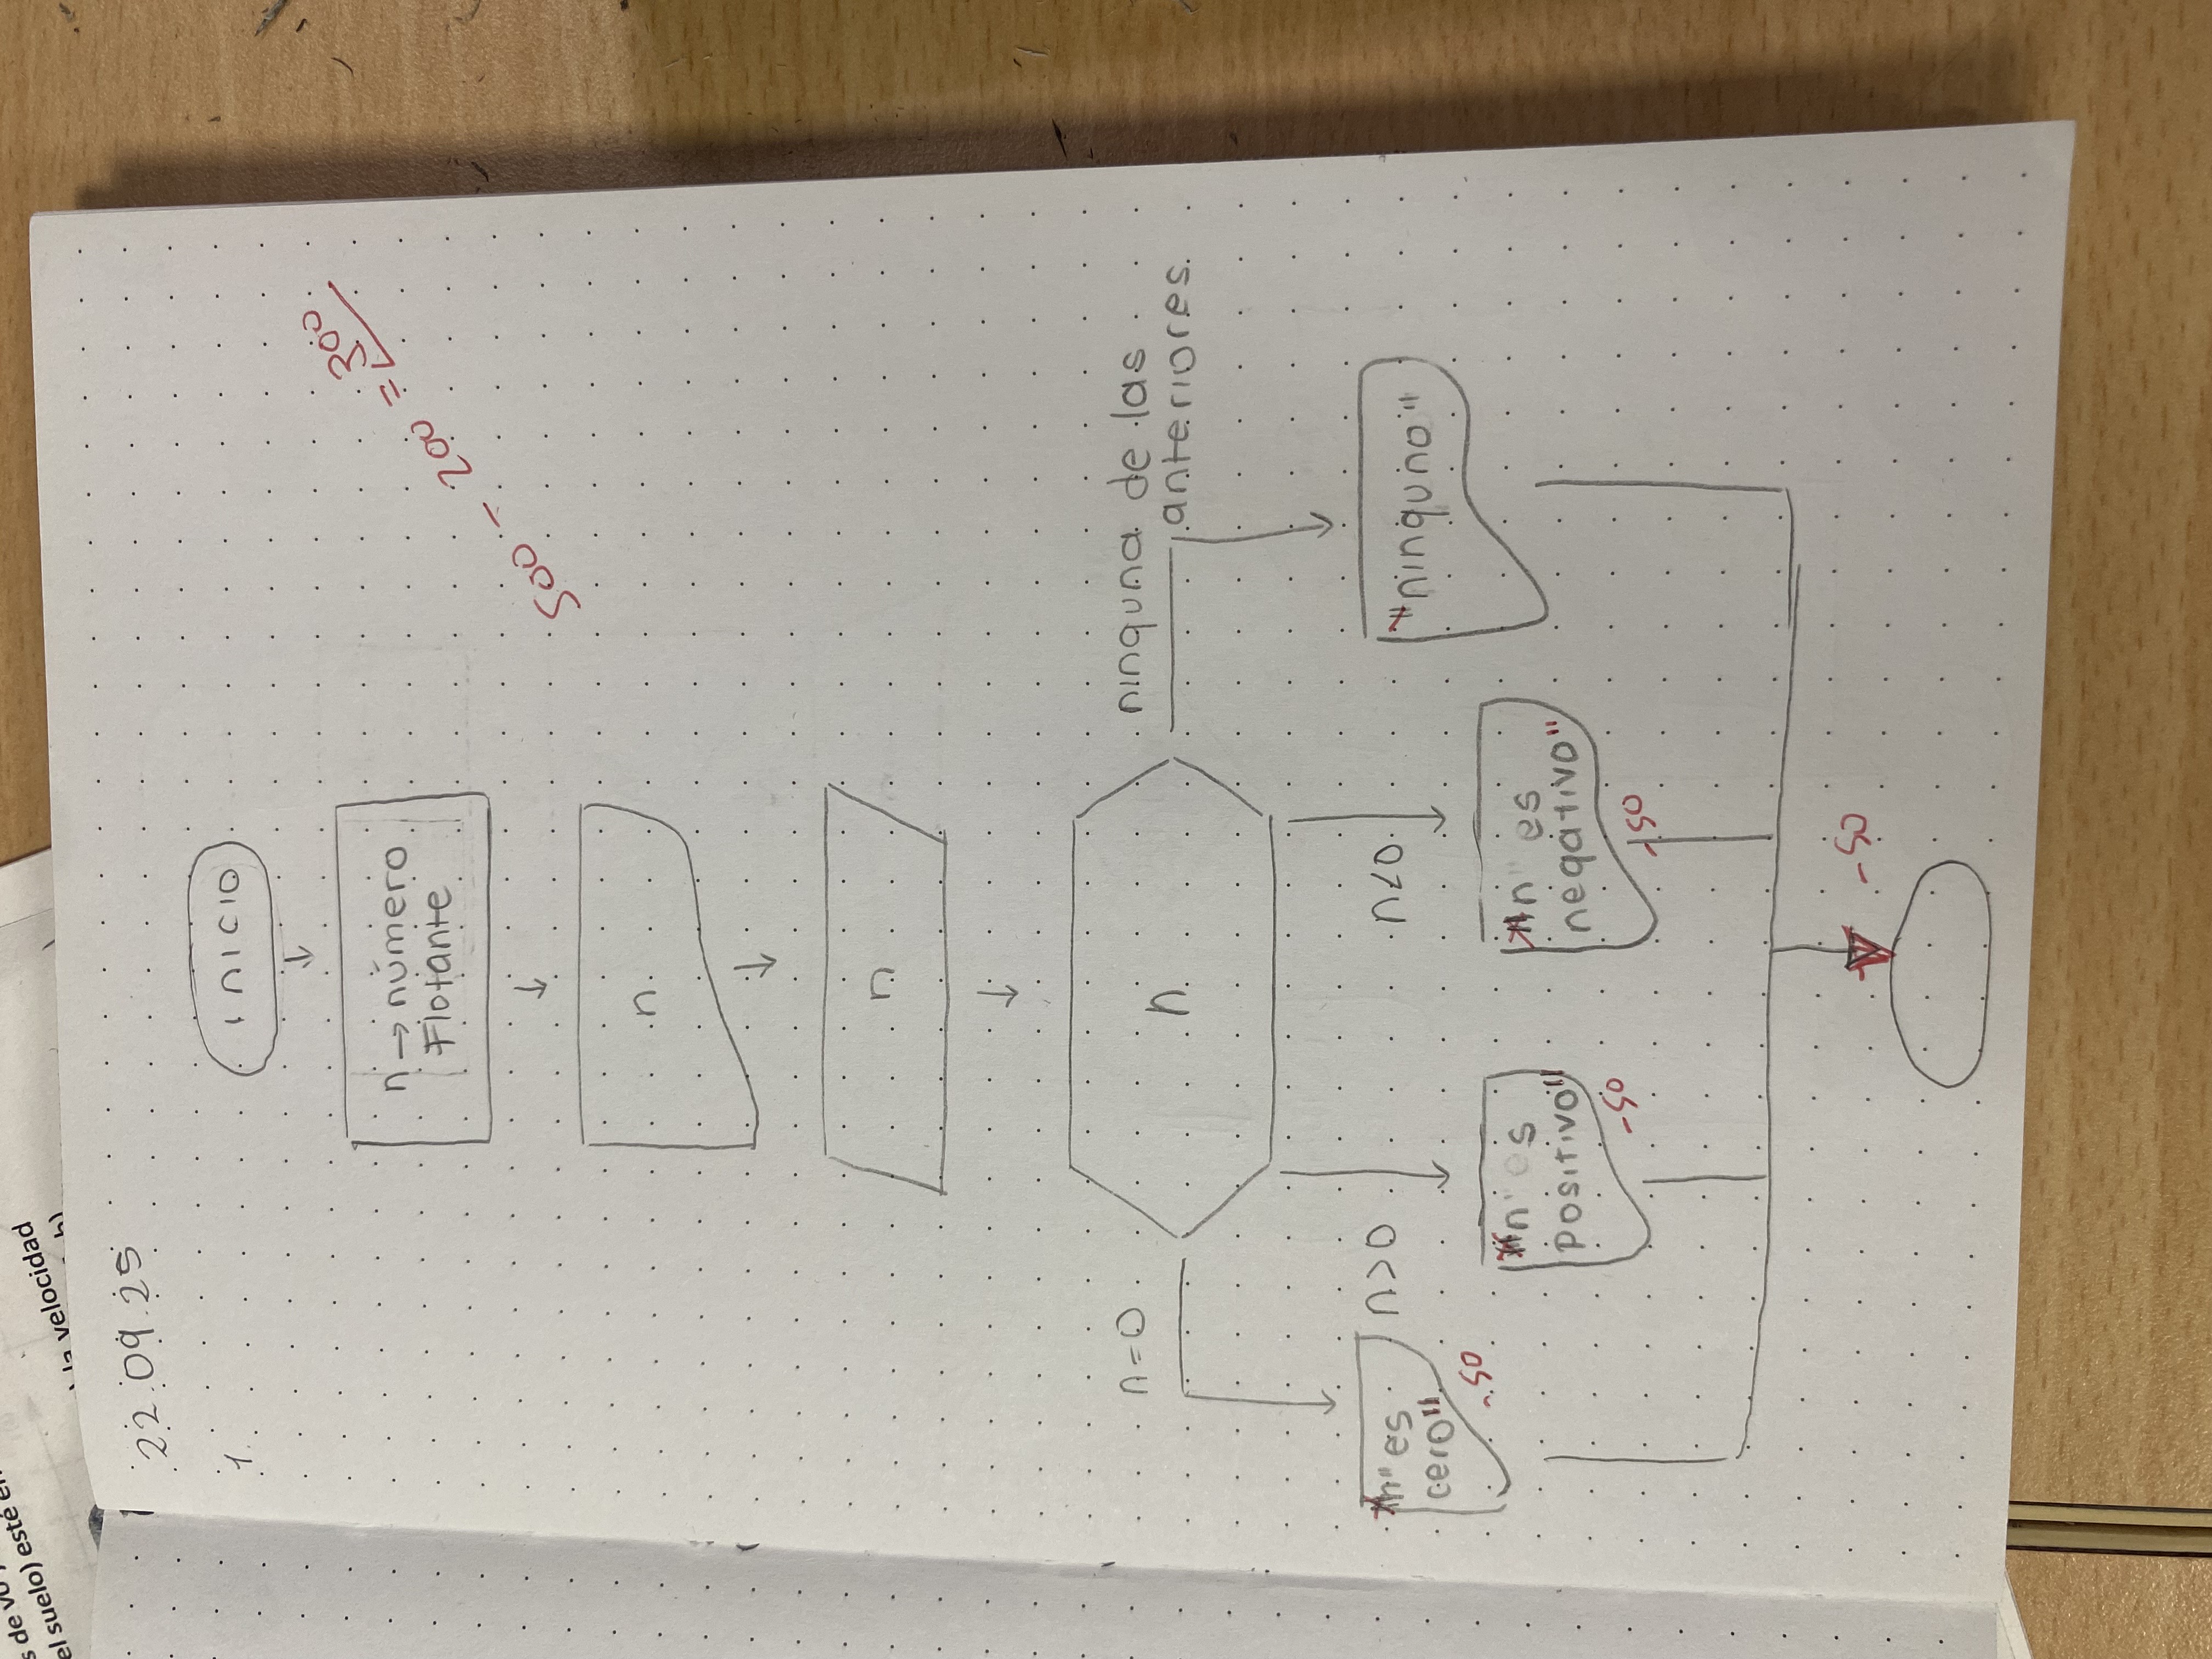 s de
el suelo) esté
la velocidad
h)
22.09.25
1.
INICIO
500 - 200 = 300
n → número
Flotante
n
n
n=0
n
ninguna de las
anteriores
"n" es
cero"
-50
n>0
n<0
"ninguno"
"n" es
positivo"
-50
"n" es
negativo"
-50
-50